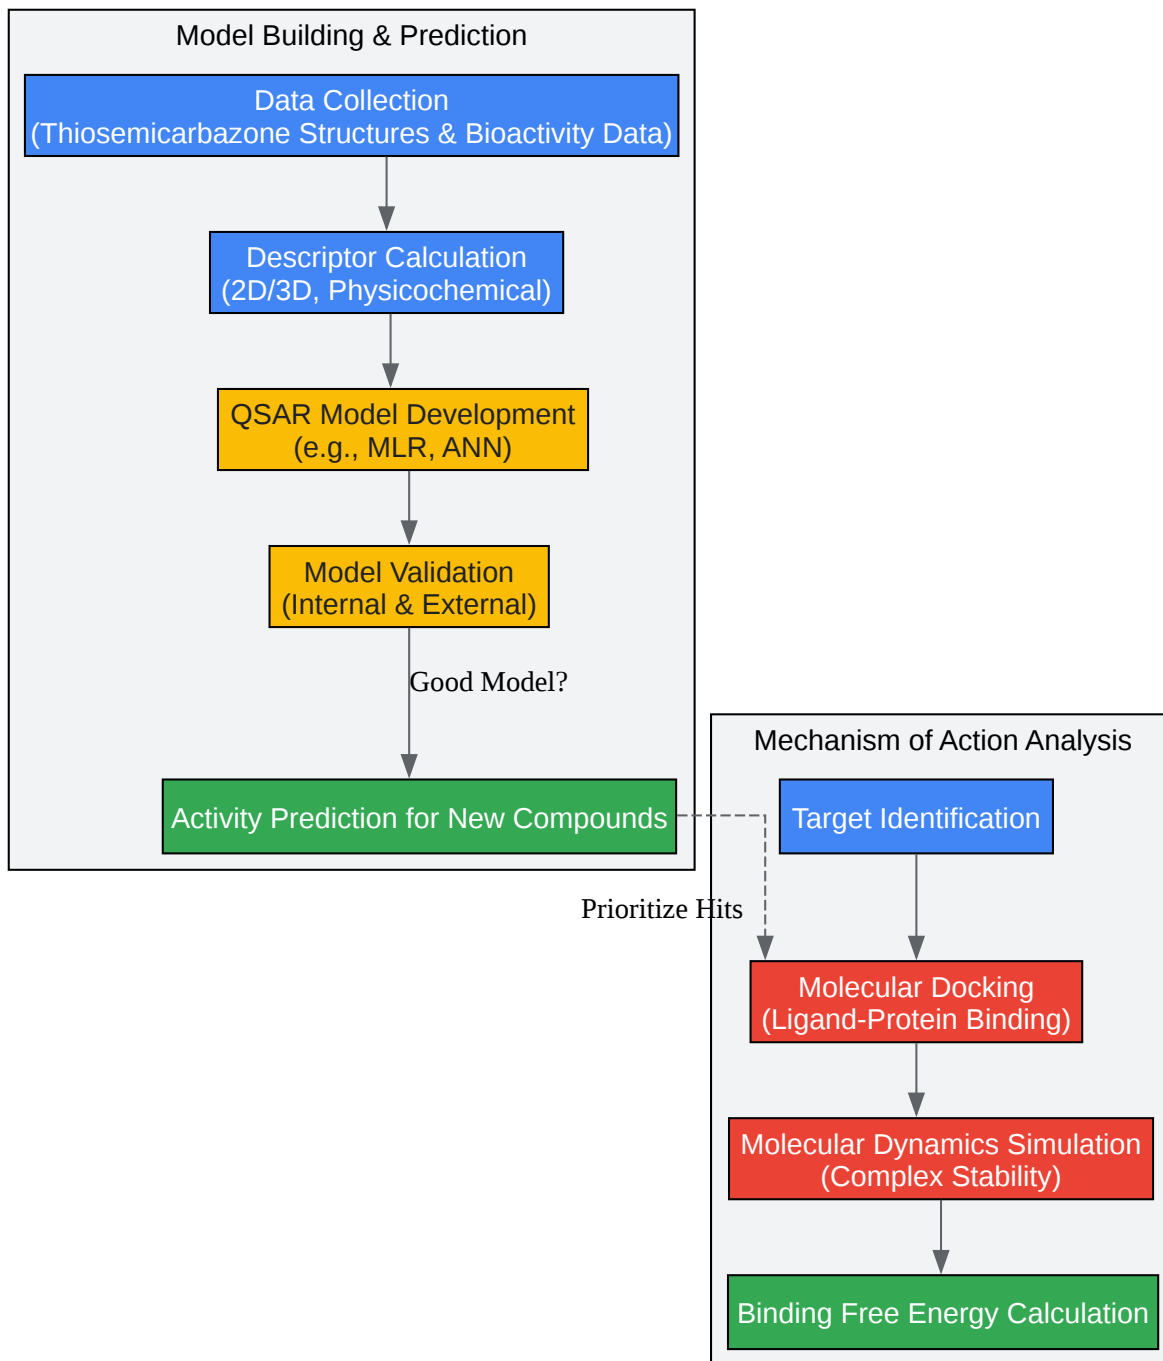 Model Building & Prediction
Data Collection
(Thiosemicarbazone Structures & Bioactivity Data)
Descriptor Calculation
(2D/3D, Physicochemical)
QSAR Model Development
(e.g., MLR, ANN)
Model Validation
(Internal & External)
Good Model?
Activity Prediction for New Compounds
Prioritize Hits
Mechanism of Action Analysis
Target Identification
Molecular Docking
(Ligand-Protein Binding)
Molecular Dynamics Simulation
(Complex Stability)
Binding Free Energy Calculation